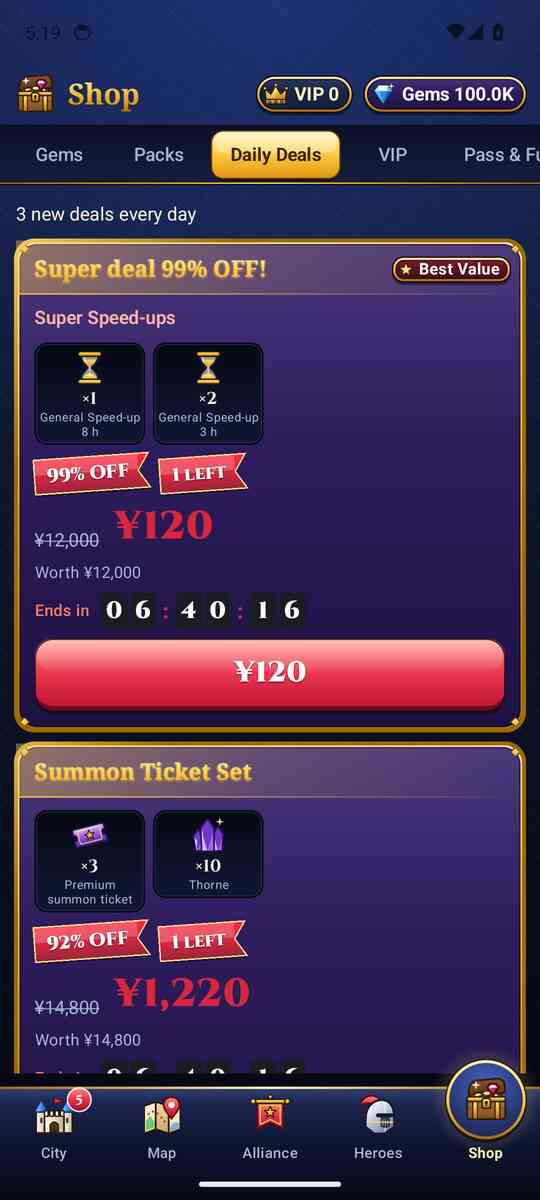 5:19
Shop
VIP 0
Gems 100.0K
Gems
Packs
Daily Deals
VIP
Pass & Fu
3 new deals every day
Super deal 99% OFF!
★ Best Value
Super Speed-ups
×1
General Speed-up
8 h
×2
General Speed-up
3 h
99% OFF
1 LEFT
¥12,000 ¥120
Worth ¥12,000
Ends in 06:40:16
¥120
Summon Ticket Set
×3
Premium
summon ticket
×10
Thorne
92% OFF
1 LEFT
¥14,800 ¥1,220
Worth ¥14,800
5
City
Map
Alliance
Heroes
Shop